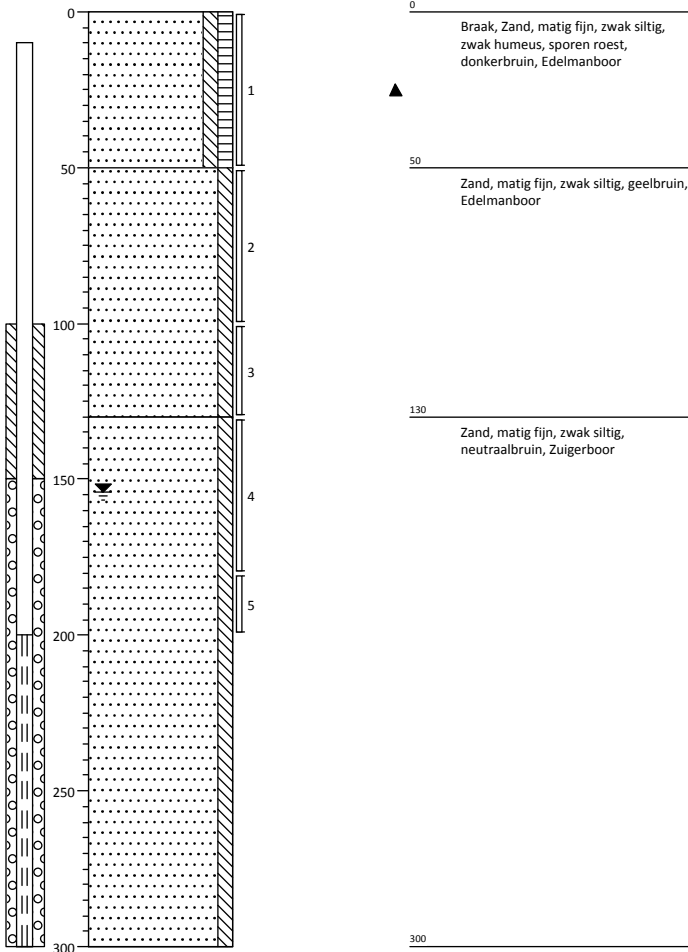 0
50
100
150
200
250
300
1
2
3
4
5
0
Braak, Zand, matig fijn, zwak siltig,
zwak humeus, sporen roest,
donkerbruin, Edelmanboor
50
Zand, matig fijn, zwak siltig, geelbruin,
Edelmanboor
130
Zand, matig fijn, zwak siltig,
neutraalbruin, Zuigerboor
300